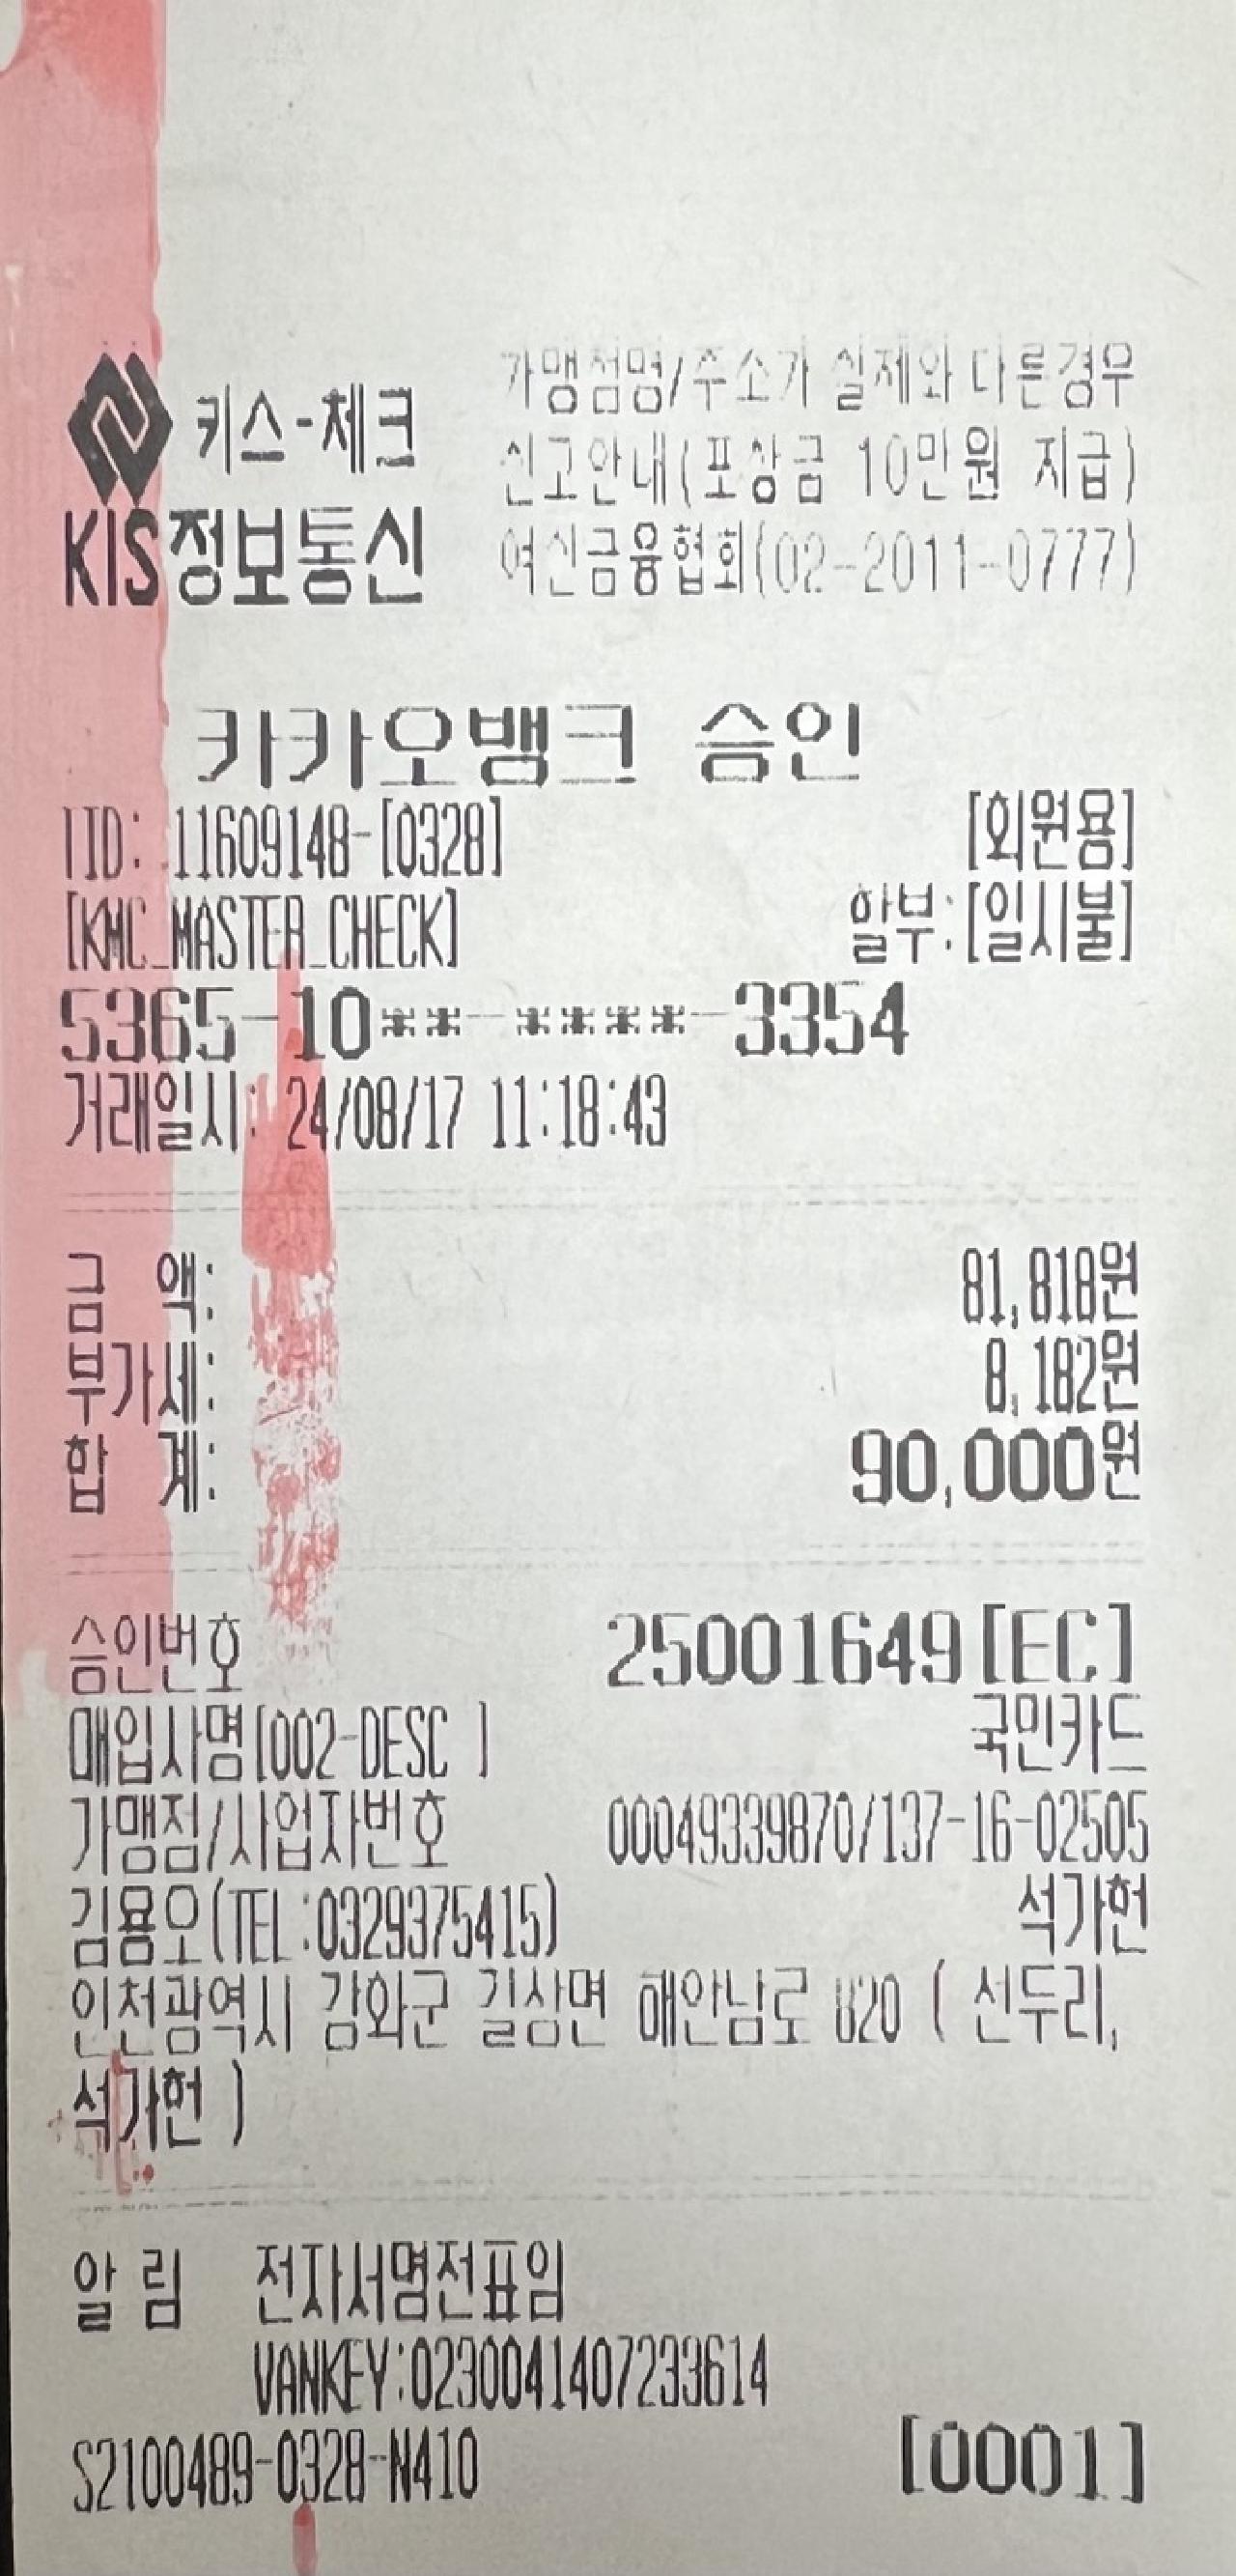 키스-체크
KIS정보통신
가맹점명/주소가 실제와 다른경우
신고안내(포상금 10만원 지급)
여신금융협회(02-2011-0777)
카카오뱅크 승인
IID: 11609148-[0328] [회원용]
[KMC_MASTER_CHECK] 할부:[일시불]
5365-10**-****-3354
거래일시: 24/08/17 11:18:43
금 액: 81,818원
부가세: 8,182원
합 계: 90,000원
승인번호 25001649[EC]
매입사명[002-DESC ] 국민카드
가맹점/사업자번호 00049339870/137-16-02505
김용오(TEL:0329375415) 석가헌
인천광역시 강화군 길상면 해안남로 820 ( 선두리,
석가헌 )
알 림 전자서명전표임
VANKEY:0230041407233614
S2100489-0328-N410 [0001]